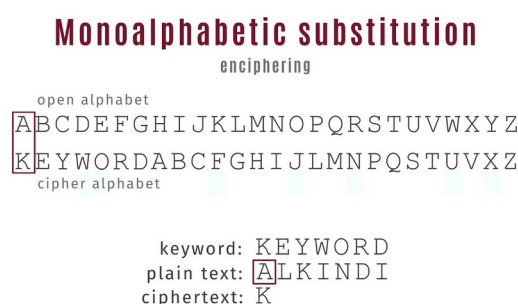 Monoalphabetic substitution
enciphering
open alphabet
ABCDEFGHIJKLMNOPQRSTUVWXYZ
KEYWORDABCFGHIJLMNPQSTUVXZ
cipher alphabet
keyword: KEYWORD
plain text: ALKINDI
ciphertext: K